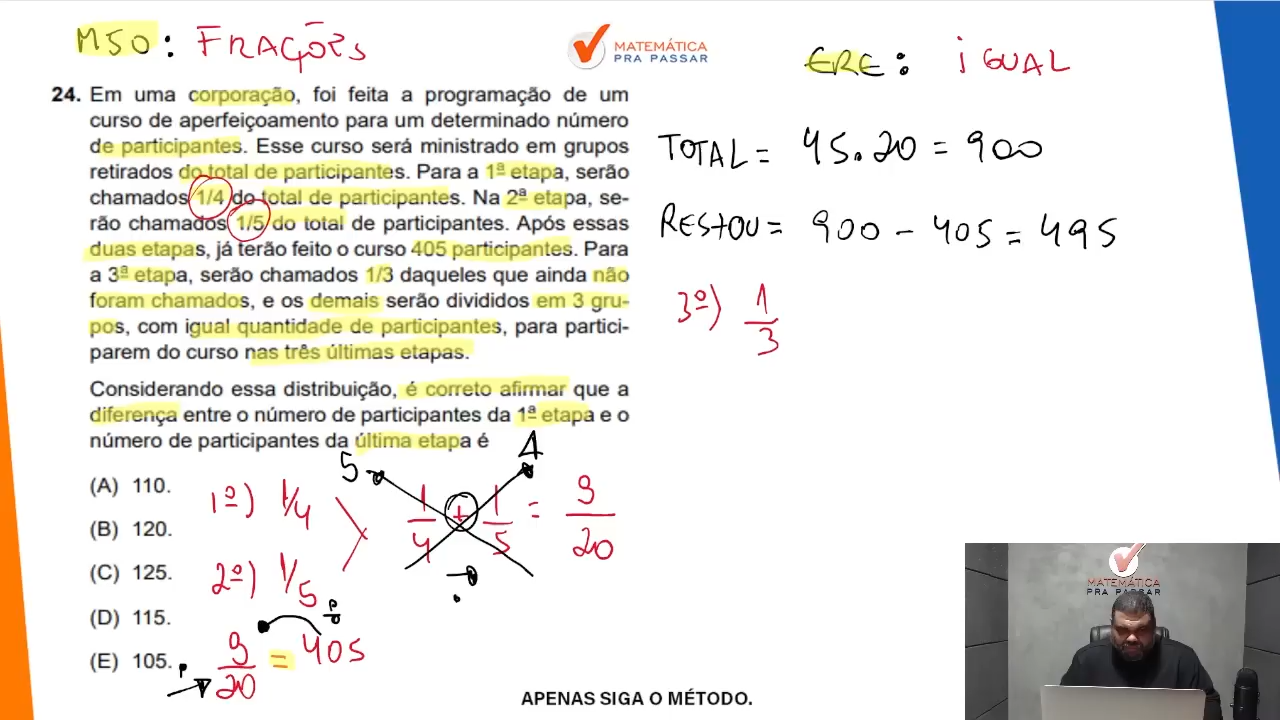 M50: FRAÇÕES
MATEMÁTICA
PRA PASSAR
ERE: IGUAL
24. Em uma corporação, foi feita a programação de um
curso de aperfeiçoamento para um determinado número
de participantes. Esse curso será ministrado em grupos
retirados do total de participantes. Para a 1ª etapa, serão
chamados 1/4 do total de participantes. Na 2ª etapa, se-
rão chamados 1/5 do total de participantes. Após essas
duas etapas, já terão feito o curso 405 participantes. Para
a 3ª etapa, serão chamados 1/3 daqueles que ainda não
foram chamados, e os demais serão divididos em 3 gru-
pos, com igual quantidade de participantes, para partici-
parem do curso nas três últimas etapas.
Considerando essa distribuição, é correto afirmar que a
diferença entre o número de participantes da 1ª etapa e o
número de participantes da última etapa é
(A) 110.
(B) 120.
(C) 125.
(D) 115.
(E) 105.
1º) 1/4
2º) 1/5
5 4
1/4 + 1/5 = 9/20
9/20 = 405
TOTAL = 45.20 = 900
RESTOU = 900 - 405 = 495
3º) 1/3
MATEMÁTICA
PRA PASSAR
APENAS SIGA O MÉTODO.